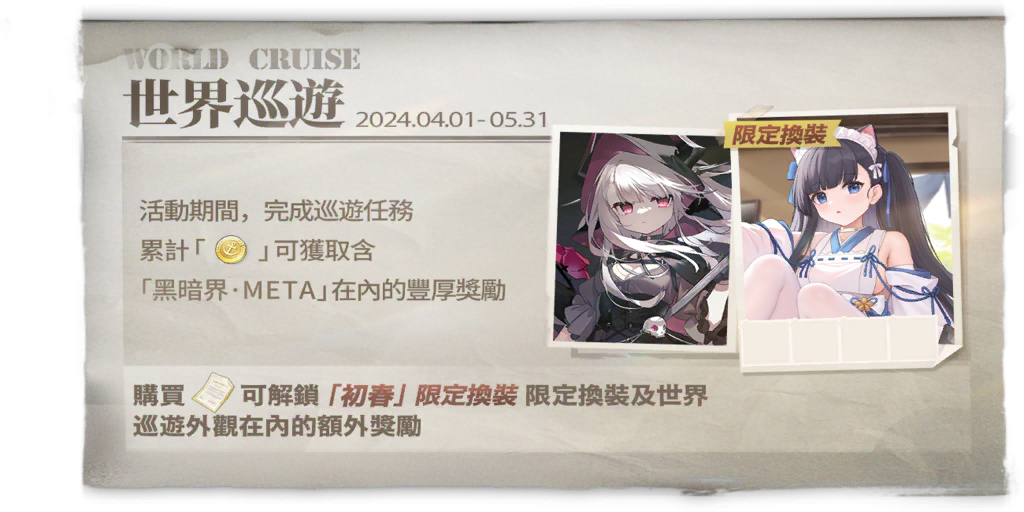 WORLD CRUISE
世界巡遊 2024.04.01-05.31
限定換裝
活動期間，完成巡遊任務
累計「 」可獲取含
「黑暗界·META」在內的豐厚獎勵
購買 可解鎖「初春」限定換裝 限定換裝及世界
巡遊外觀在內的額外獎勵